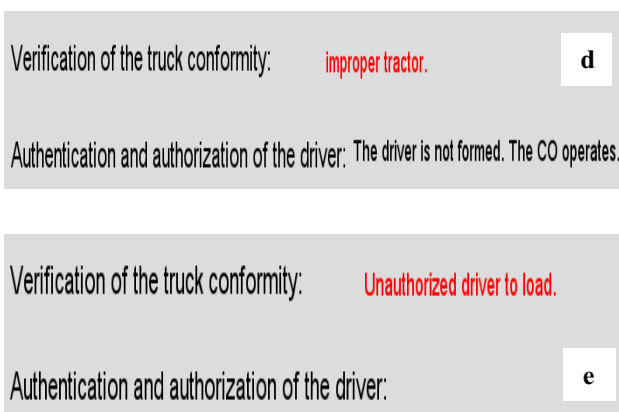 Verification of the truck conformity: improper tractor.
d
Authentication and authorization of the driver: The driver is not formed. The CO operates.
Verification of the truck conformity: Unauthorized driver to load.
Authentication and authorization of the driver:
e